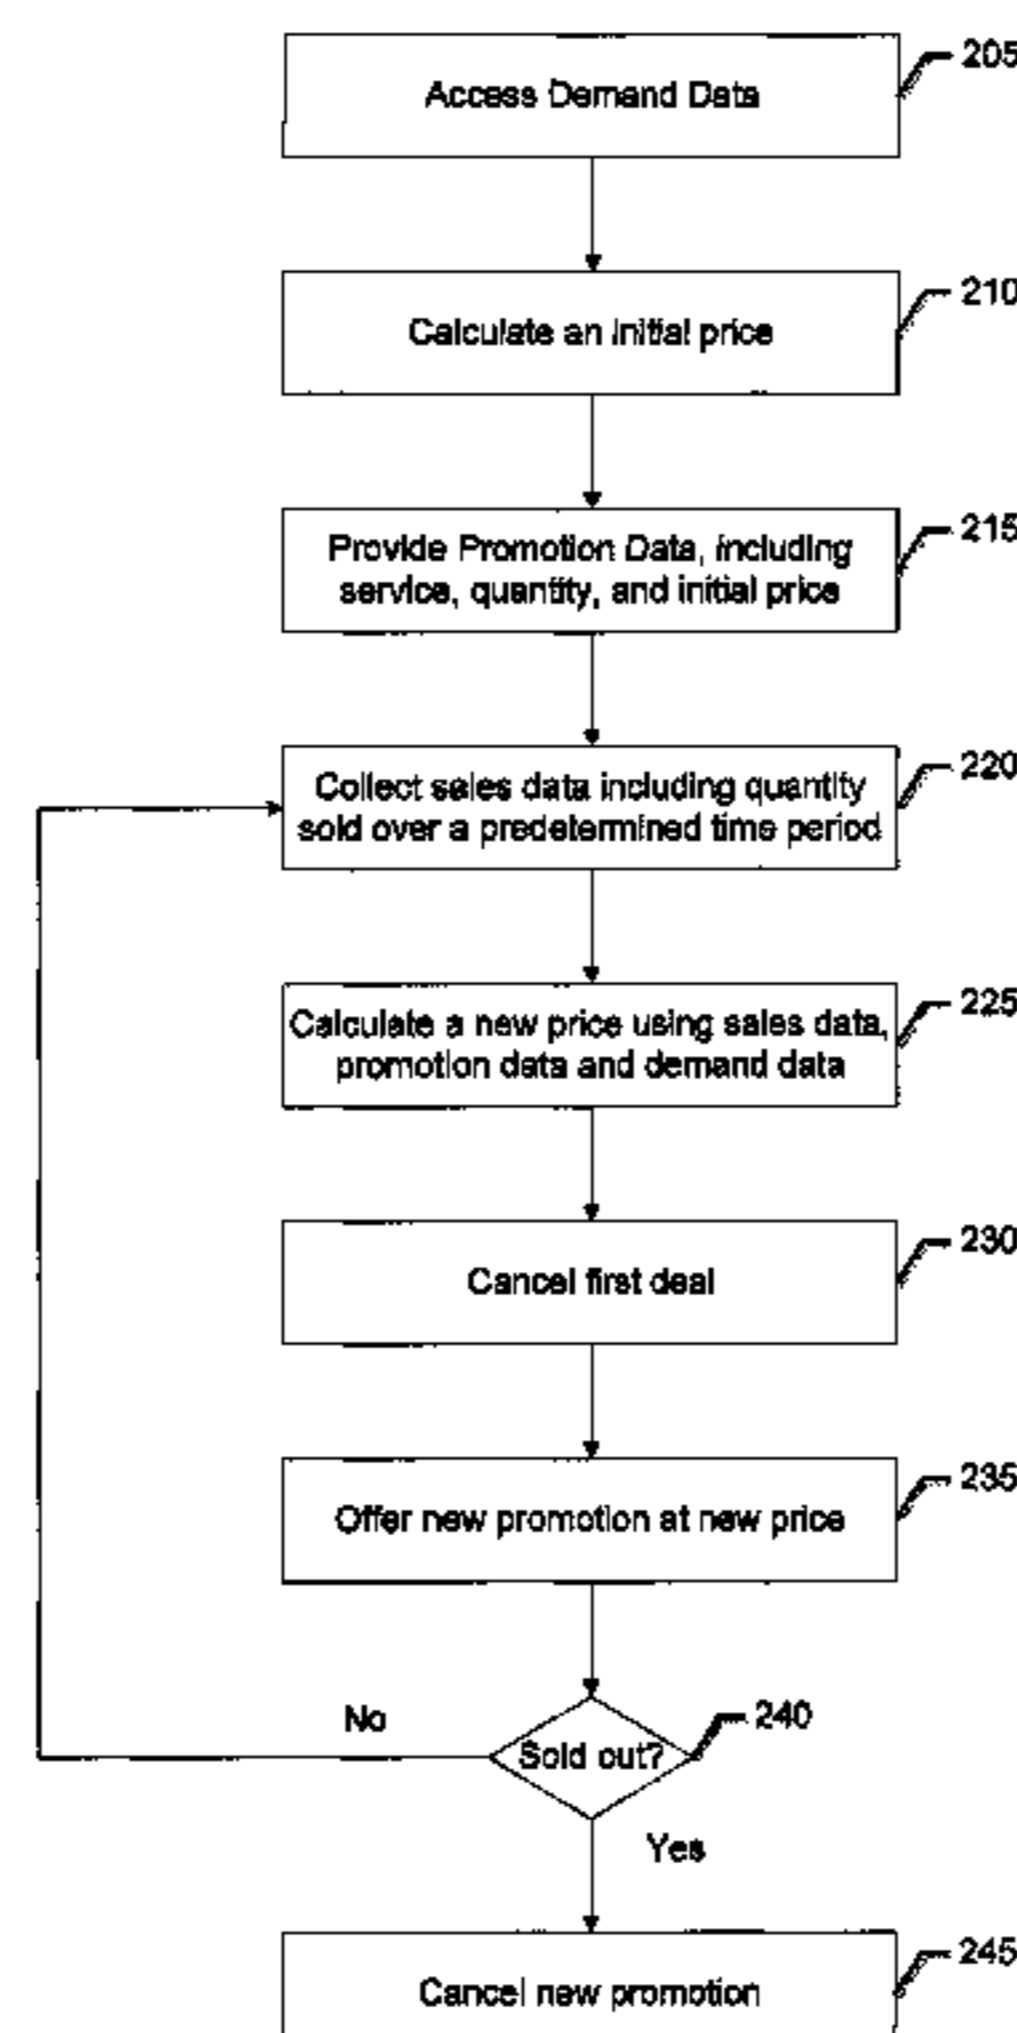 Access Demand Data
205
Calculate an initial price
210
Provide Promotion Data, including
service, quantity, and initial price
215
Collect sales data including quantity
sold over a predetermined time period
220
Calculate a new price using sales data,
promotion data and demand data
225
Cancel first deal
230
Offer new promotion at new price
235
No
Sold out?
240
Yes
Cancel new promotion
245